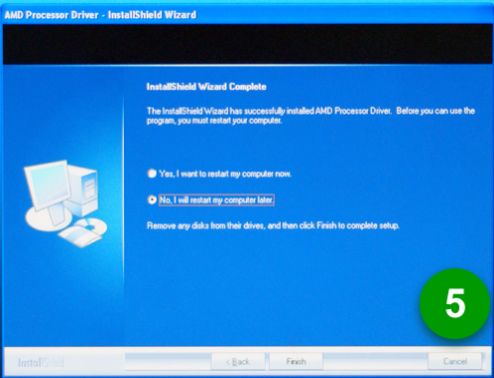 AMD Processor Driver - InstallShield Wizard
InstallShield Wizard Complete
The InstallShield Wizard has successfully installed AMD Processor Driver. Before you can use the
program, you must restart your computer.
Yes, I want to restart my computer now.
No, I will restart my computer later.
Remove any disks from their drives, and then click Finish to complete setup.
5
InstallShield
< Back
Finish
Cancel